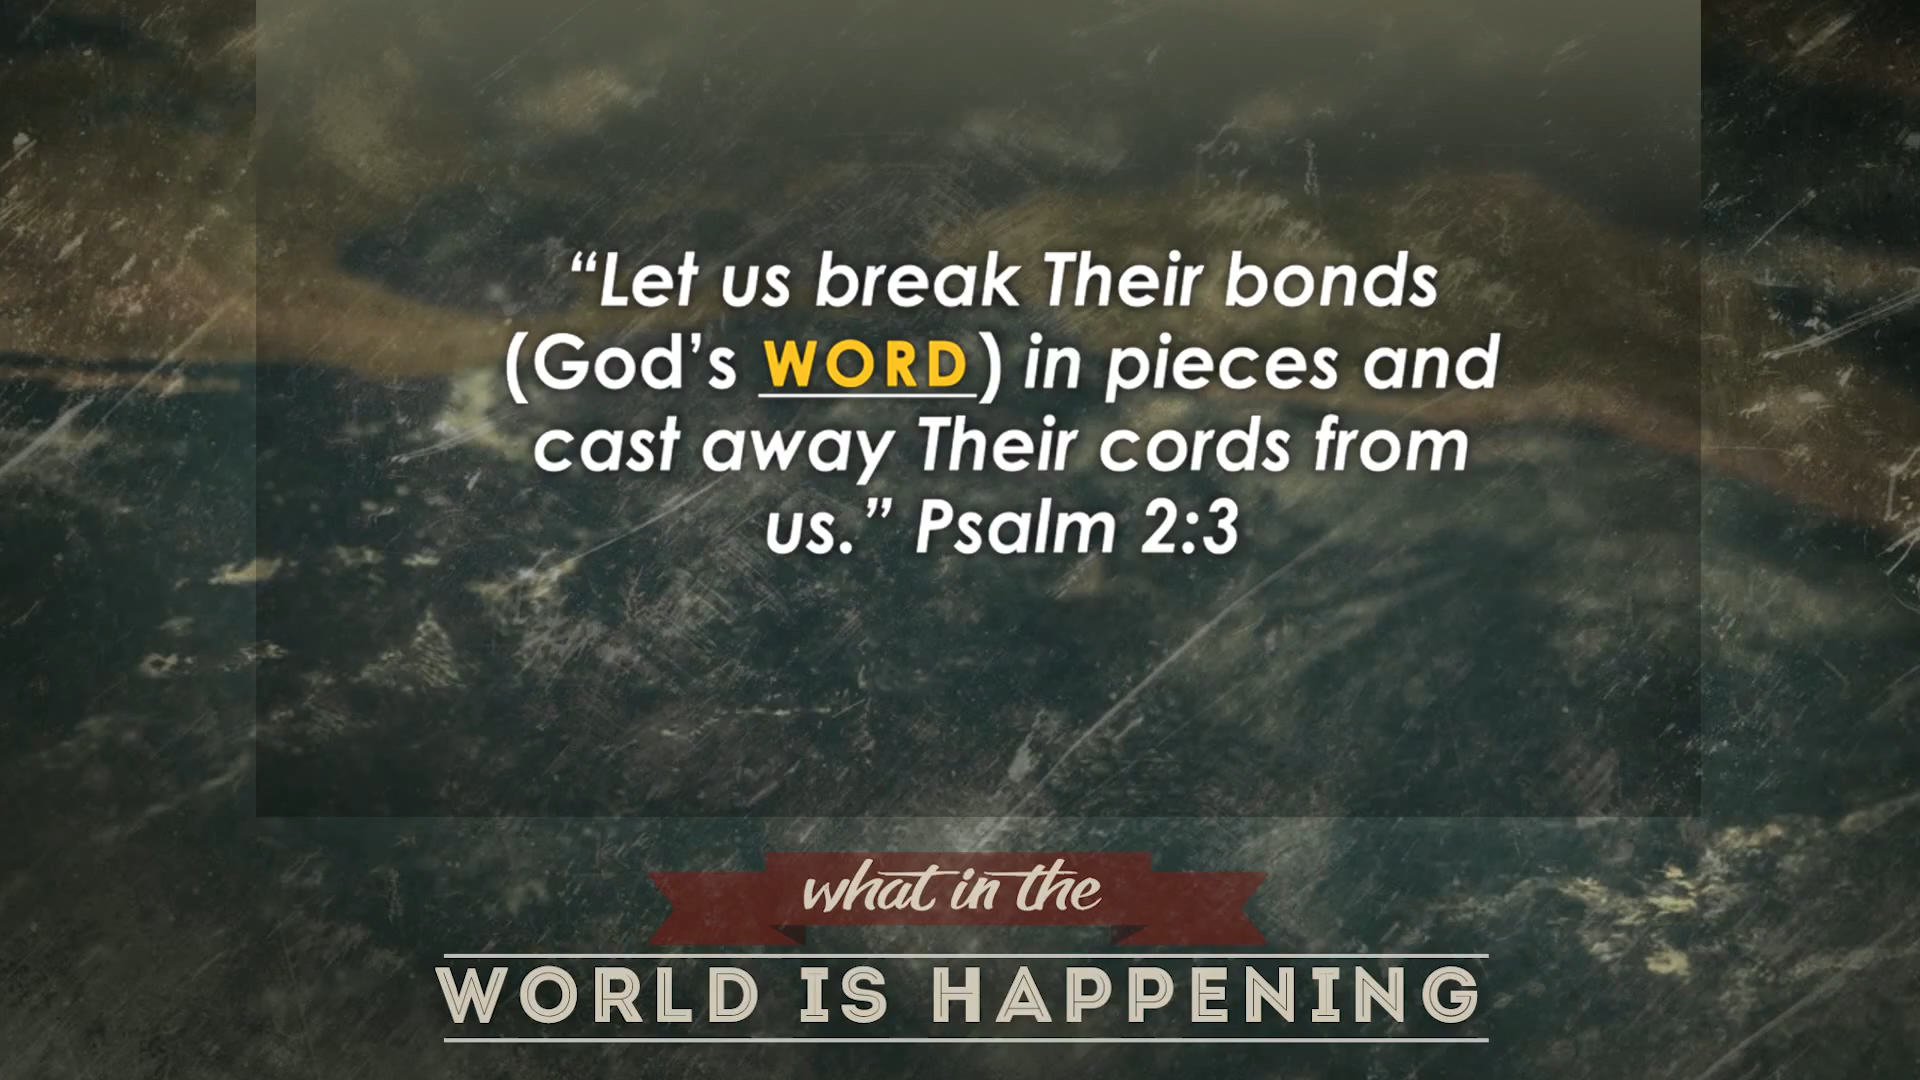 “Let us break Their bonds
(God’s WORD) in pieces and
cast away Their cords from
us.” Psalm 2:3
what in the
WORLD IS HAPPENING